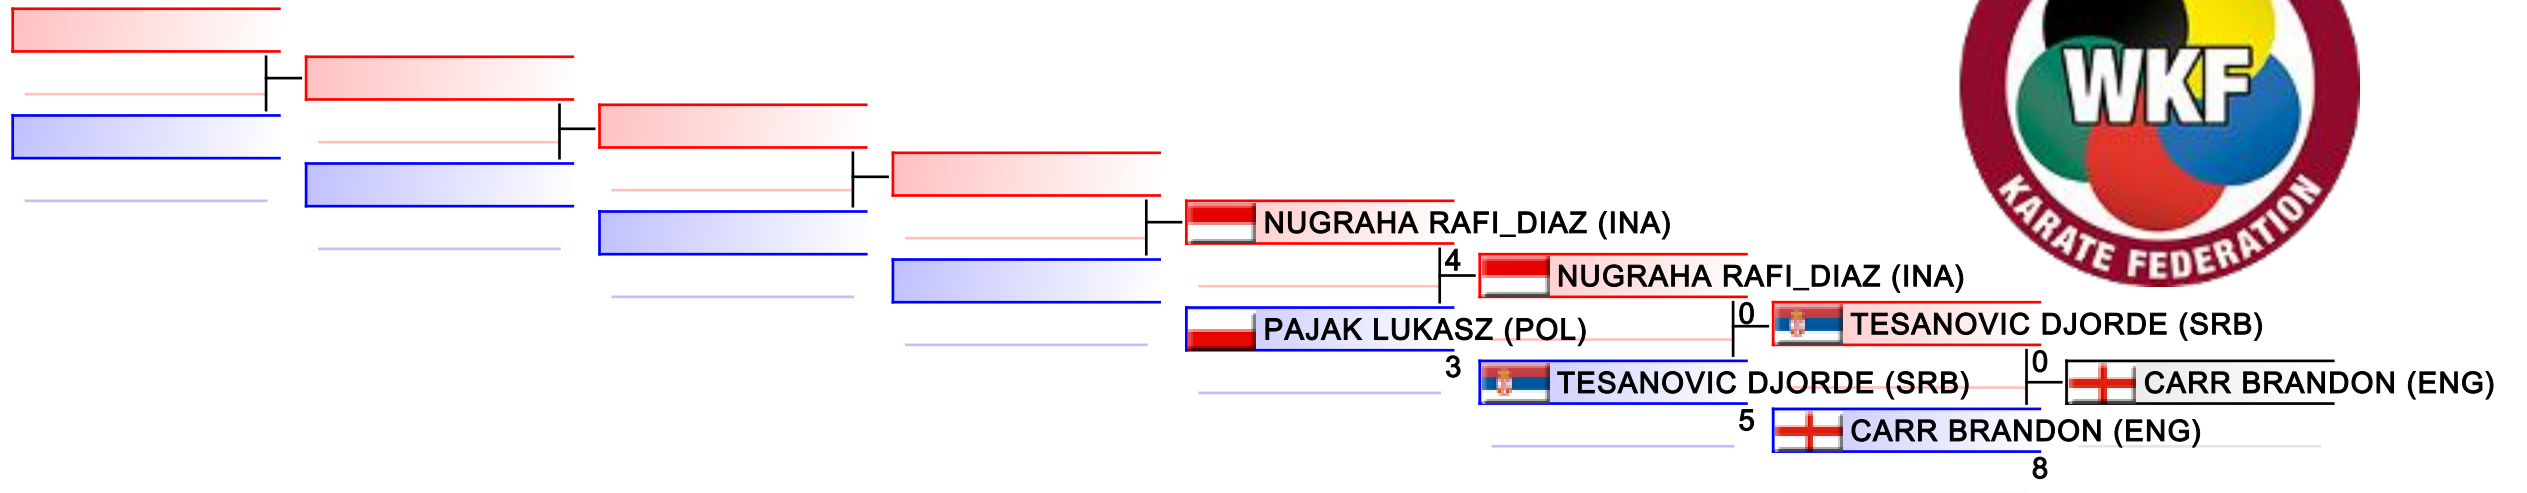 WKF
KARATE FEDERATION
NUGRAHA RAFI_DIAZ (INA)
4
NUGRAHA RAFI_DIAZ (INA)
0
PAJAK LUKASZ (POL)
3
TESANOVIC DJORDE (SRB)
0
TESANOVIC DJORDE (SRB)
5
CARR BRANDON (ENG)
CARR BRANDON (ENG)
8